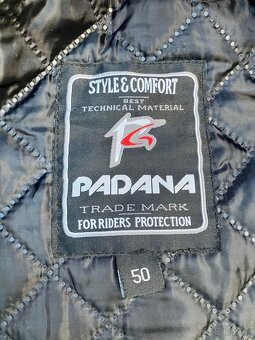 STYLE & COMFORT
BEST
TECHNICAL MATERIAL
PADANA
TRADE MARK
FOR RIDERS PROTECTION
50